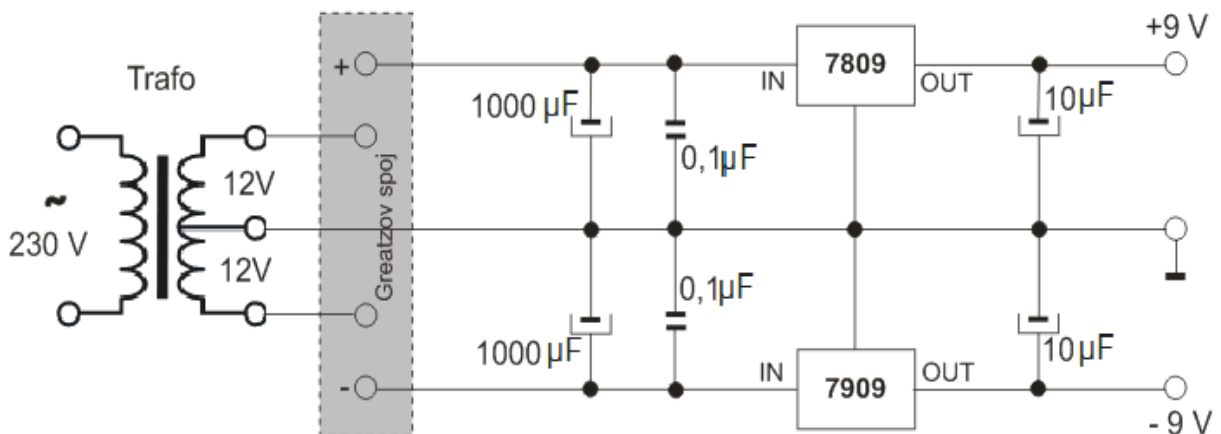 +9 V
Trafo
+
IN
7809
OUT
1000 µF
10µF
0,1µF
12V
~
230 V
Greatzov spoj
12V
0,1µF
1000 µF
10µF
-
IN
7909
OUT
- 9 V